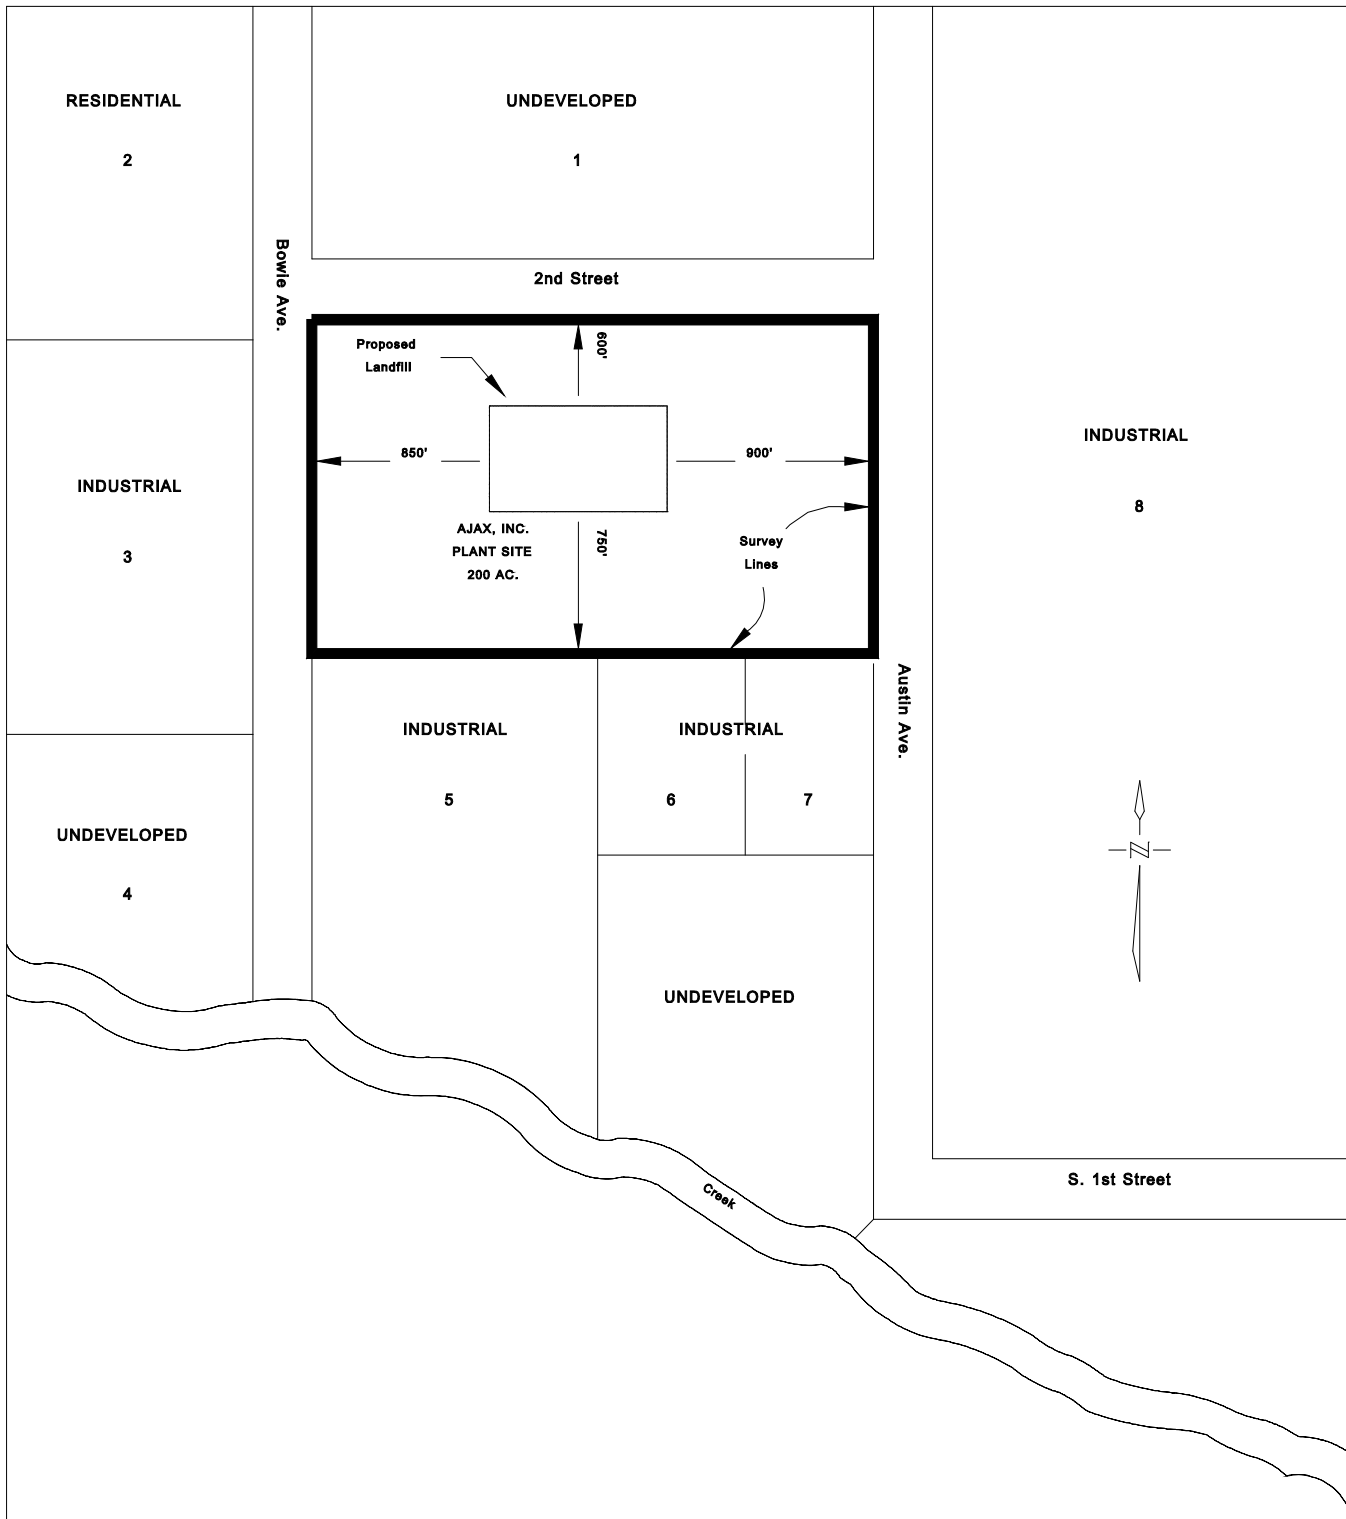 RESIDENTIAL
2
UNDEVELOPED
1
Bowie Ave.
2nd Street
Proposed
Landfill
600'
850'
900'
INDUSTRIAL
8
INDUSTRIAL
3
AJAX, INC.
PLANT SITE
200 AC.
750'
Survey
Lines
Austin Ave.
INDUSTRIAL
5
INDUSTRIAL
6
7
UNDEVELOPED
4
N
UNDEVELOPED
Creek
S. 1st Street